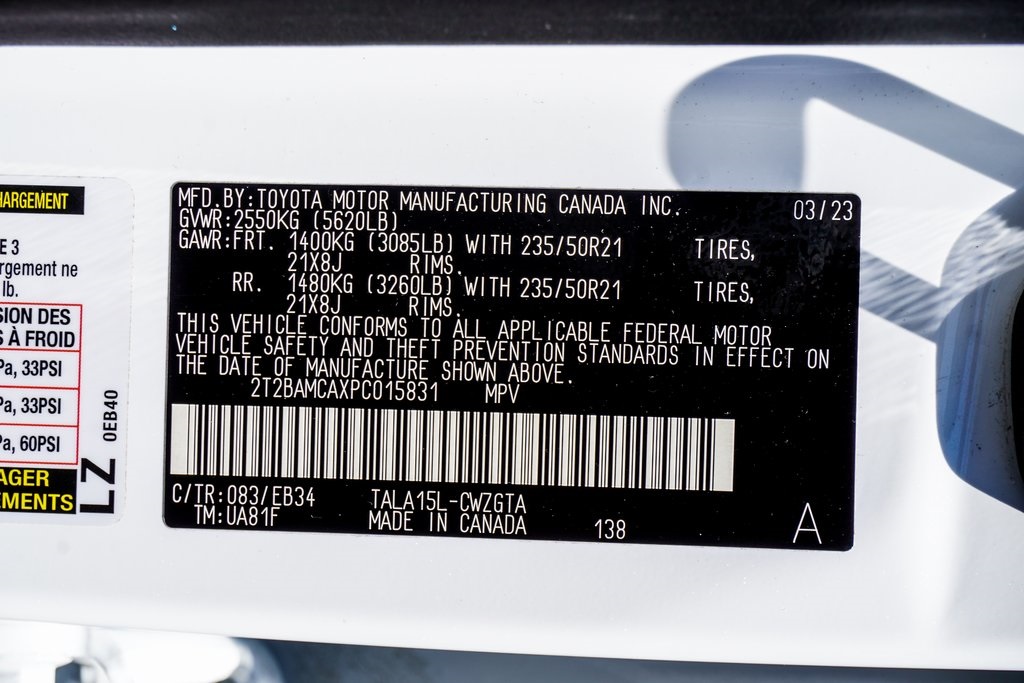 HARGEMENT
E 3
rgement ne
lb.
SION DES
S À FROID
Pa, 33PSI
Pa, 33PSI
Pa, 60PSI
AGER
EMENTS
LZ
0EB40
MFD.BY:TOYOTA MOTOR MANUFACTURING CANADA INC. 03/23
GVWR:2550KG (5620LB)
GAWR:FRT. 1400KG (3085LB) WITH 235/50R21 TIRES,
21X8J RIMS.
RR. 1480KG (3260LB) WITH 235/50R21 TIRES,
21X8J RIMS.
THIS VEHICLE CONFORMS TO ALL APPLICABLE FEDERAL MOTOR
VEHICLE SAFETY AND THEFT PREVENTION STANDARDS IN EFFECT ON
THE DATE OF MANUFACTURE SHOWN ABOVE.
2T2BAMCAXPC015831 MPV
C/TR:083/EB34 TALA15L-CWZGTA
TM:UA81F MADE IN CANADA 138 A